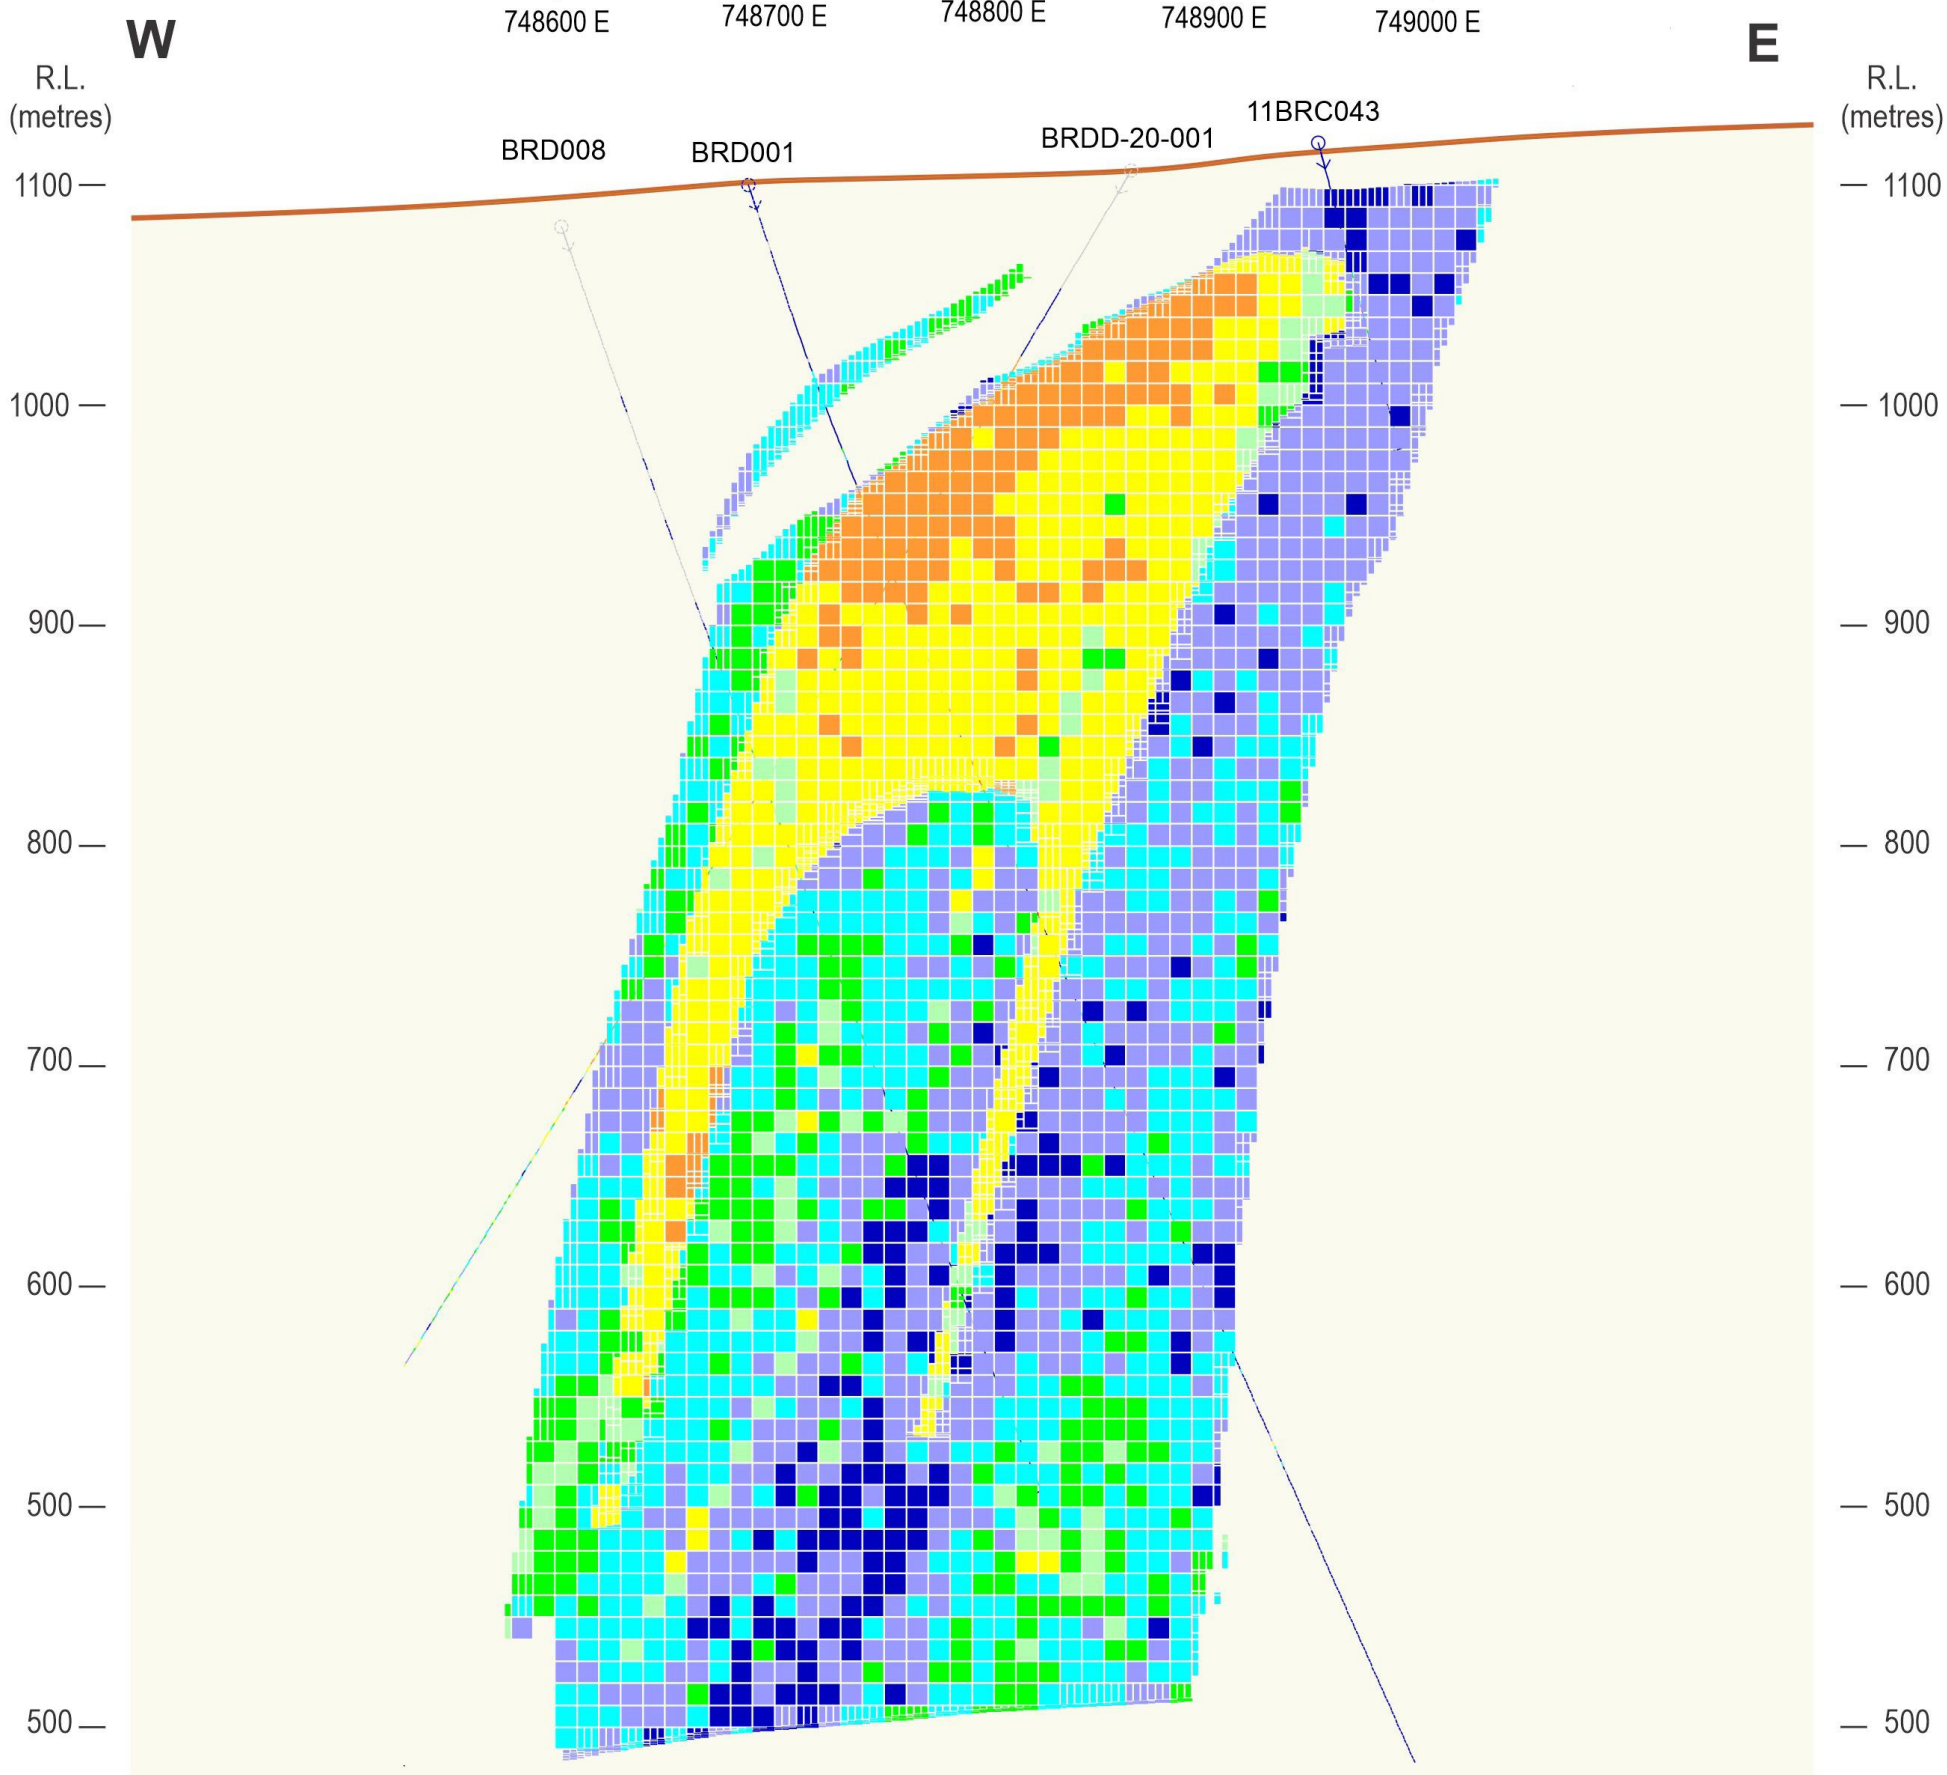 748600 E 748700 E 748800 E 748900 E 749000 E
W E
R.L. R.L.
(metres) (metres)
11BRC043
BRD008 BRD001 BRDD-20-001
1100 1100
1000 1000
900 900
800 800
700 700
600 600
500 500
500 500